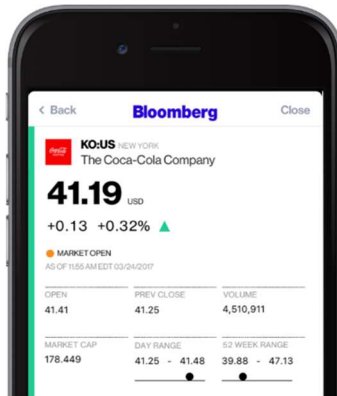 < Back Bloomberg Close
Coca-Cola
KO:US NEW YORK
The Coca-Cola Company
41.19 USD
+0.13 +0.32%
MARKET OPEN
AS OF 11:55 AM EDT 03/24/2017
OPEN PREV CLOSE VOLUME
41.41 41.25 4,510,911
MARKET CAP DAY RANGE 52 WEEK RANGE
178.449 41.25 - 41.48 39.88 - 47.13